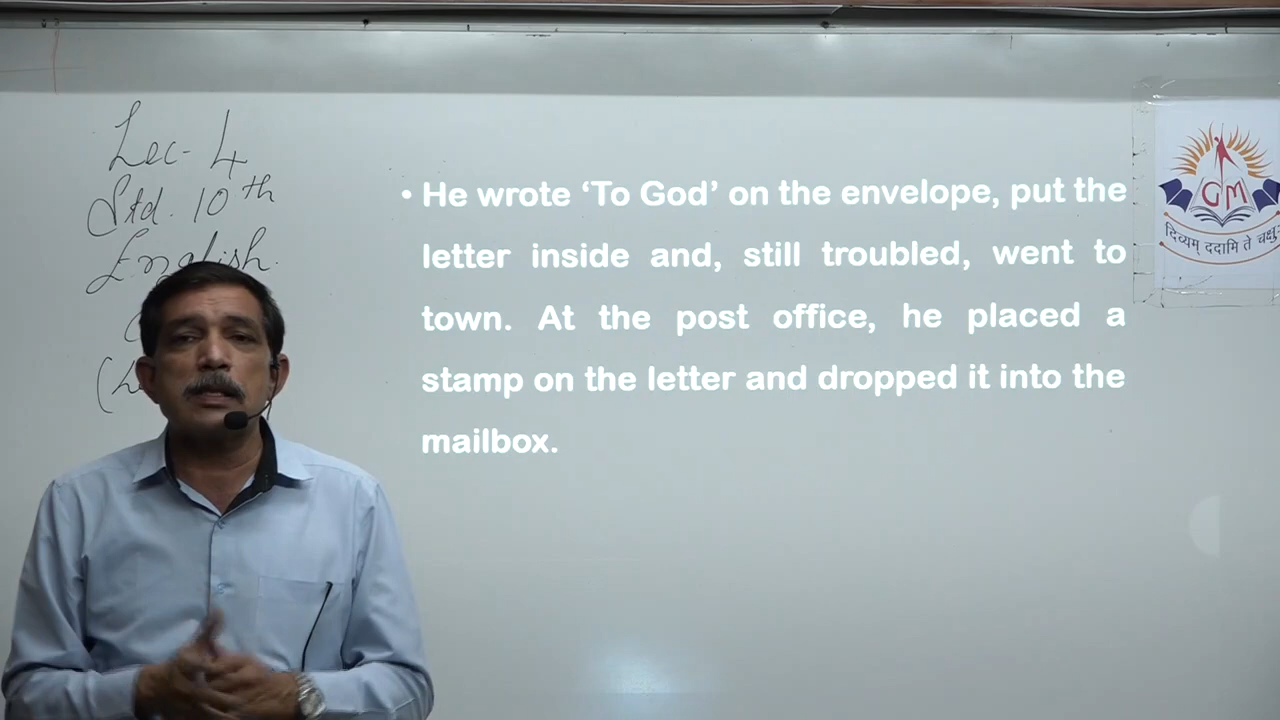 Lec- 4
Std. 10th
English
• He wrote ‘To God’ on the envelope, put the
letter inside and, still troubled, went to
town. At the post office, he placed a
stamp on the letter and dropped it into the
mailbox.
GM
दिव्यम् ददामि ते चक्षुः